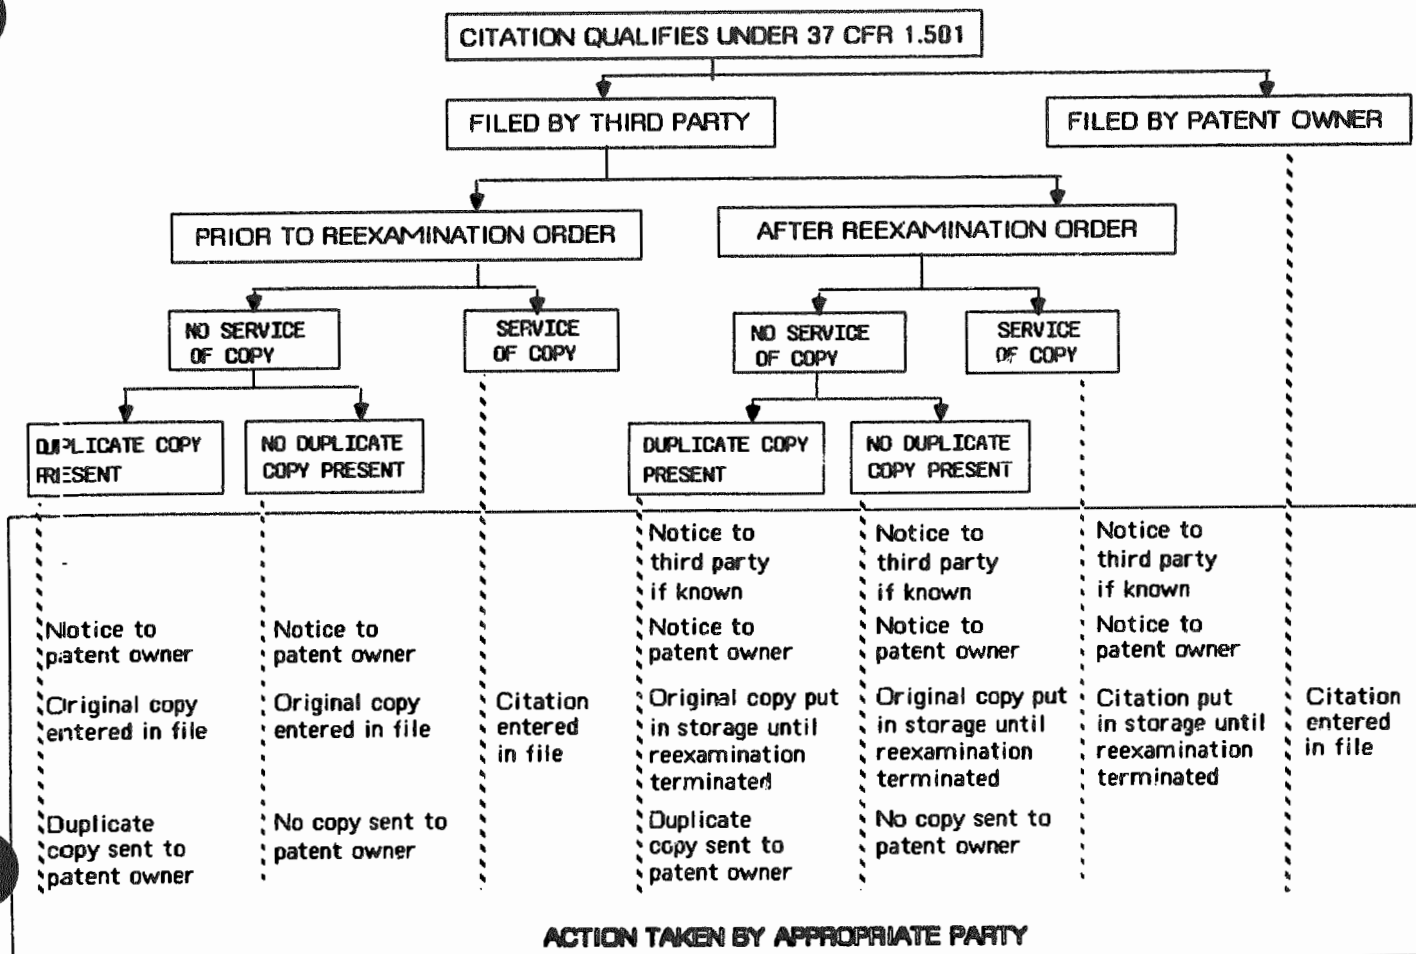 CITATION QUALIFIES UNDER 37 CFR 1.501
FILED BY THIRD PARTY
FILED BY PATENT OWNER
PRIOR TO REEXAMINATION ORDER
AFTER REEXAMINATION ORDER
NO SERVICE
OF COPY
SERVICE
OF COPY
NO SERVICE
OF COPY
SERVICE
OF COPY
DUPLICATE COPY
PRESENT
NO DUPLICATE
COPY PRESENT
DUPLICATE COPY
PRESENT
NO DUPLICATE
COPY PRESENT
Notice to
patent owner
Original copy
entered in file
Duplicate
copy sent to
patent owner
Notice to
patent owner
Original copy
entered in file
No copy sent to
patent owner
Citation
entered
in file
Notice to
third party
if known
Notice to
patent owner
Original copy put
in storage until
reexamination
terminated
Duplicate
copy sent to
patent owner
Notice to
third party
if known
Notice to
patent owner
Original copy put
in storage until
reexamination
terminated
No copy sent to
patent owner
Notice to
third party
if known
Notice to
patent owner
Citation put
in storage until
reexamination
terminated
Citation
entered
in file
ACTION TAKEN BY APPROPRIATE PARTY